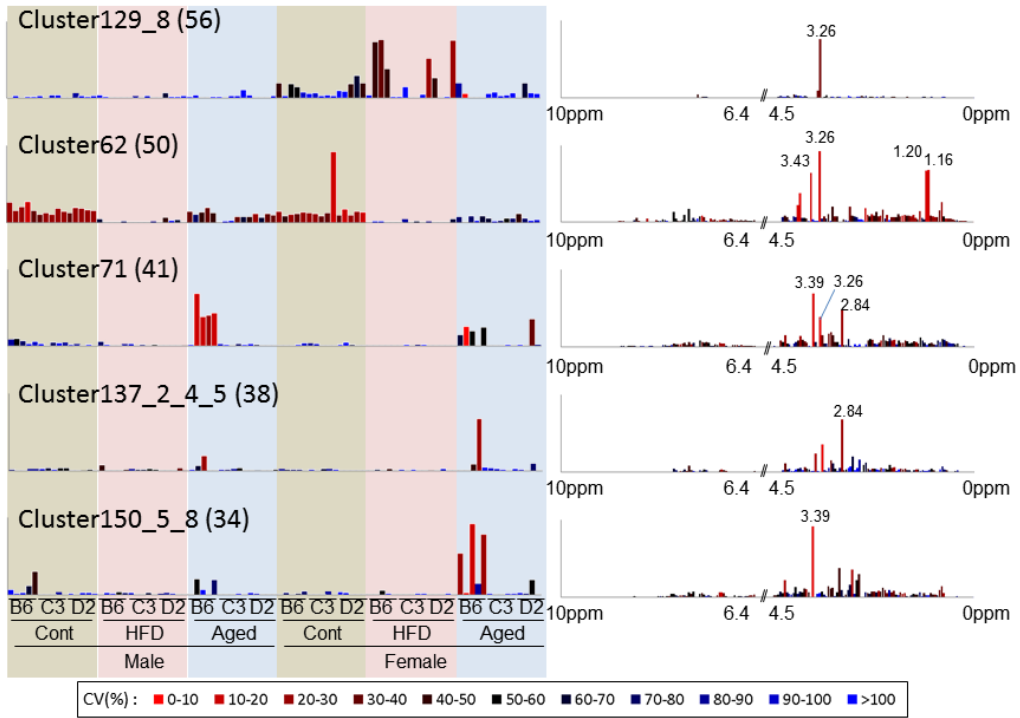 Cluster129_8 (56)
3.26
10ppm 6.4 // 4.5 0ppm
Cluster62 (50)
3.26
3.43
1.20
1.16
10ppm 6.4 // 4.5 0ppm
Cluster71 (41)
3.39 3.26
2.84
10ppm 6.4 // 4.5 0ppm
Cluster137_2_4_5 (38)
2.84
10ppm 6.4 // 4.5 0ppm
Cluster150_5_8 (34)
3.39
10ppm 6.4 // 4.5 0ppm
B6 C3 D2 B6 C3 D2 B6 C3 D2 B6 C3 D2 B6 C3 D2 B6 C3 D2
Cont HFD Aged Cont HFD Aged
Male Female
CV(%) : 0-10 10-20 20-30 30-40 40-50 50-60 60-70 70-80 80-90 90-100 >100